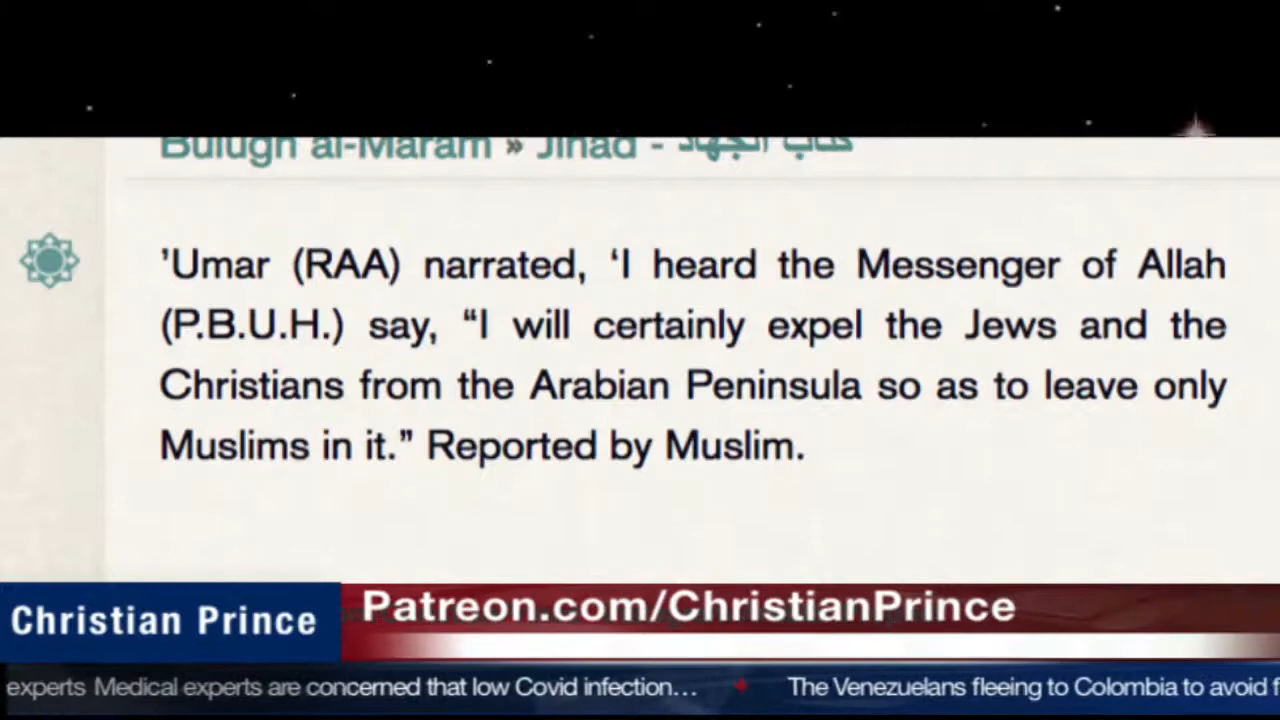 Bulugh al-Maram » Jihad - كتاب الجهاد
’Umar (RAA) narrated, ‘I heard the Messenger of Allah
(P.B.U.H.) say, “I will certainly expel the Jews and the
Christians from the Arabian Peninsula so as to leave only
Muslims in it.” Reported by Muslim.
Christian Prince
Patreon.com/ChristianPrince
experts Medical experts are concerned that low Covid infection... ✦ The Venezuelans fleeing to Colombia to avoid f